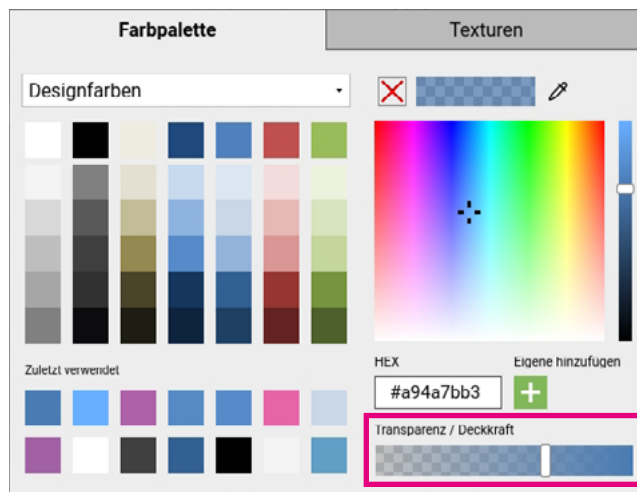 Farbpalette
Texturen
Designfarben
Zuletzt verwendet
HEX
Eigene hinzufügen
#a94a7bb3
Transparenz / Deckkraft